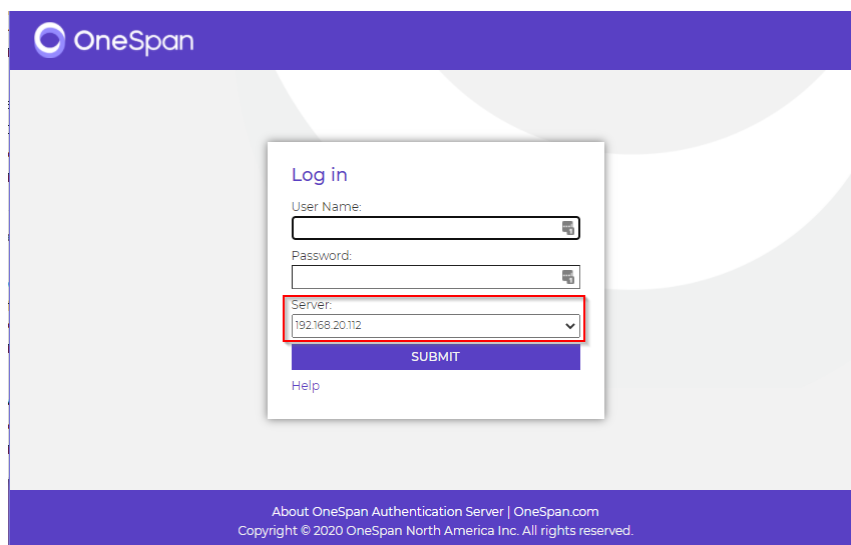 OneSpan
Log in
User Name:
Password:
Server:
192.168.20.112
SUBMIT
Help
About OneSpan Authentication Server | OneSpan.com
Copyright © 2020 OneSpan North America Inc. All rights reserved.